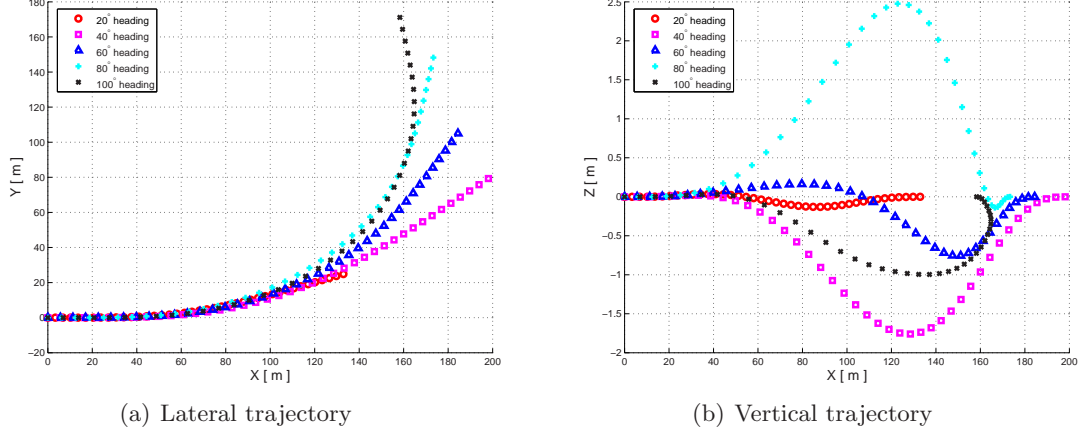 180
160
140
120
100
80
60
40
20
0
−20
Y [ m ]
0 20 40 60 80 100 120 140 160 180 200
X [ m ]
20° heading
40° heading
60° heading
80° heading
100° heading
(a) Lateral trajectory
2.5
2
1.5
1
0.5
0
−0.5
−1
−1.5
−2
Z [ m ]
0 20 40 60 80 100 120 140 160 180 200
X [ m ]
20° heading
40° heading
60° heading
80° heading
100° heading
(b) Vertical trajectory